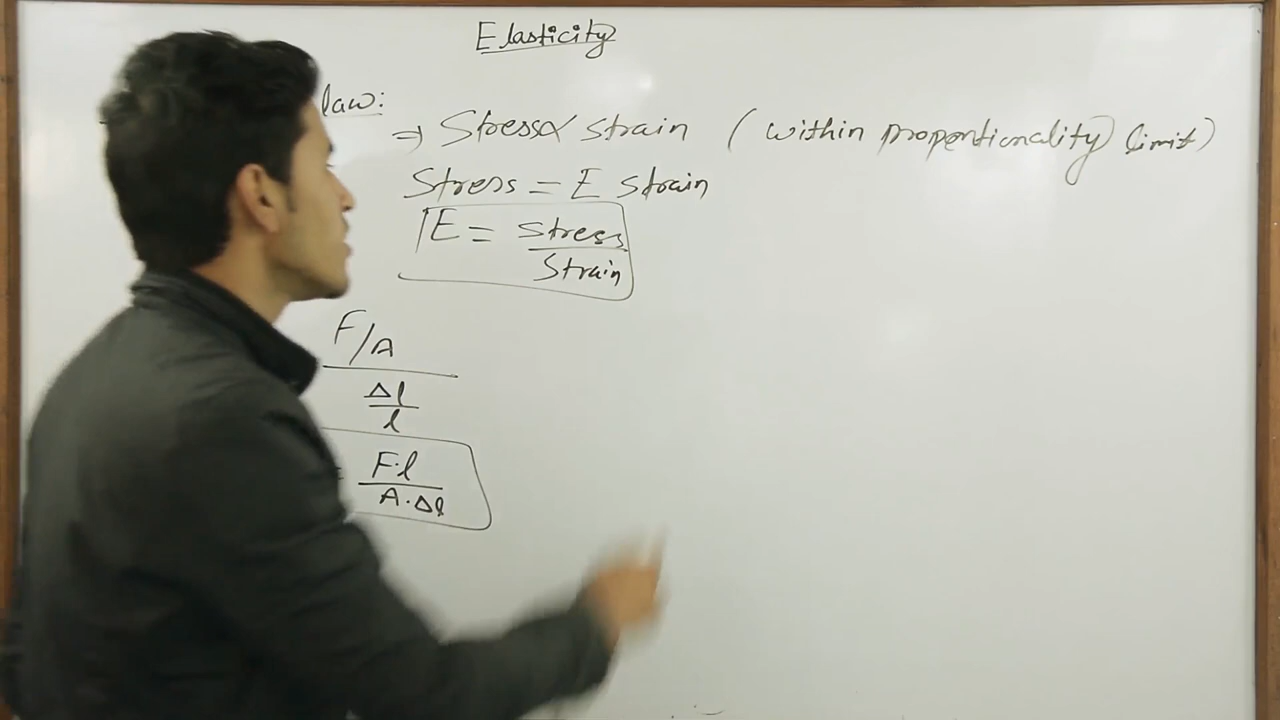 Elasticity
law:
⇒ Stress ∝ strain (within proportionality limit)
Stress = E strain
E = Stress / Strain
F/A
Δl / l
F·l / A·Δl